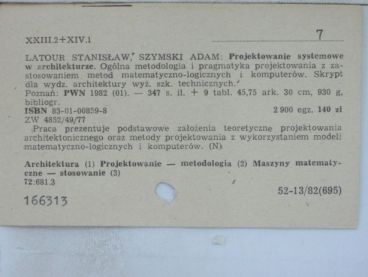 7
XXIII.2+XIV.1
LATOUR STANISŁAW, SZYMSKI ADAM: Projektowanie systemowe
w architekturze. Ogólna metodologia i pragmatyka projektowania z za-
stosowaniem metod matematyczno-logicznych i komputerów. Skrypt
dla wydz. architektury wyż. szk. technicznych.
Poznań: PWN 1982 (01). — 347 s. il. + 9 tabl. 45,75 ark. 30 cm, 930 g,
bibliogr.
ISBN 83-01-00859-8 2 900 egz. 140 zł
ZW 4852/49/77
Praca prezentuje podstawowe założenia teoretyczne projektowania
architektonicznego oraz metody projektowania z wykorzystaniem modeli
matematyczno-logicznych i komputerów. (N)
Architektura (1) Projektowanie — metodologia (2) Maszyny matematy-
czne — stosowanie (3)
72:681.3
52-13/82(695)
166313